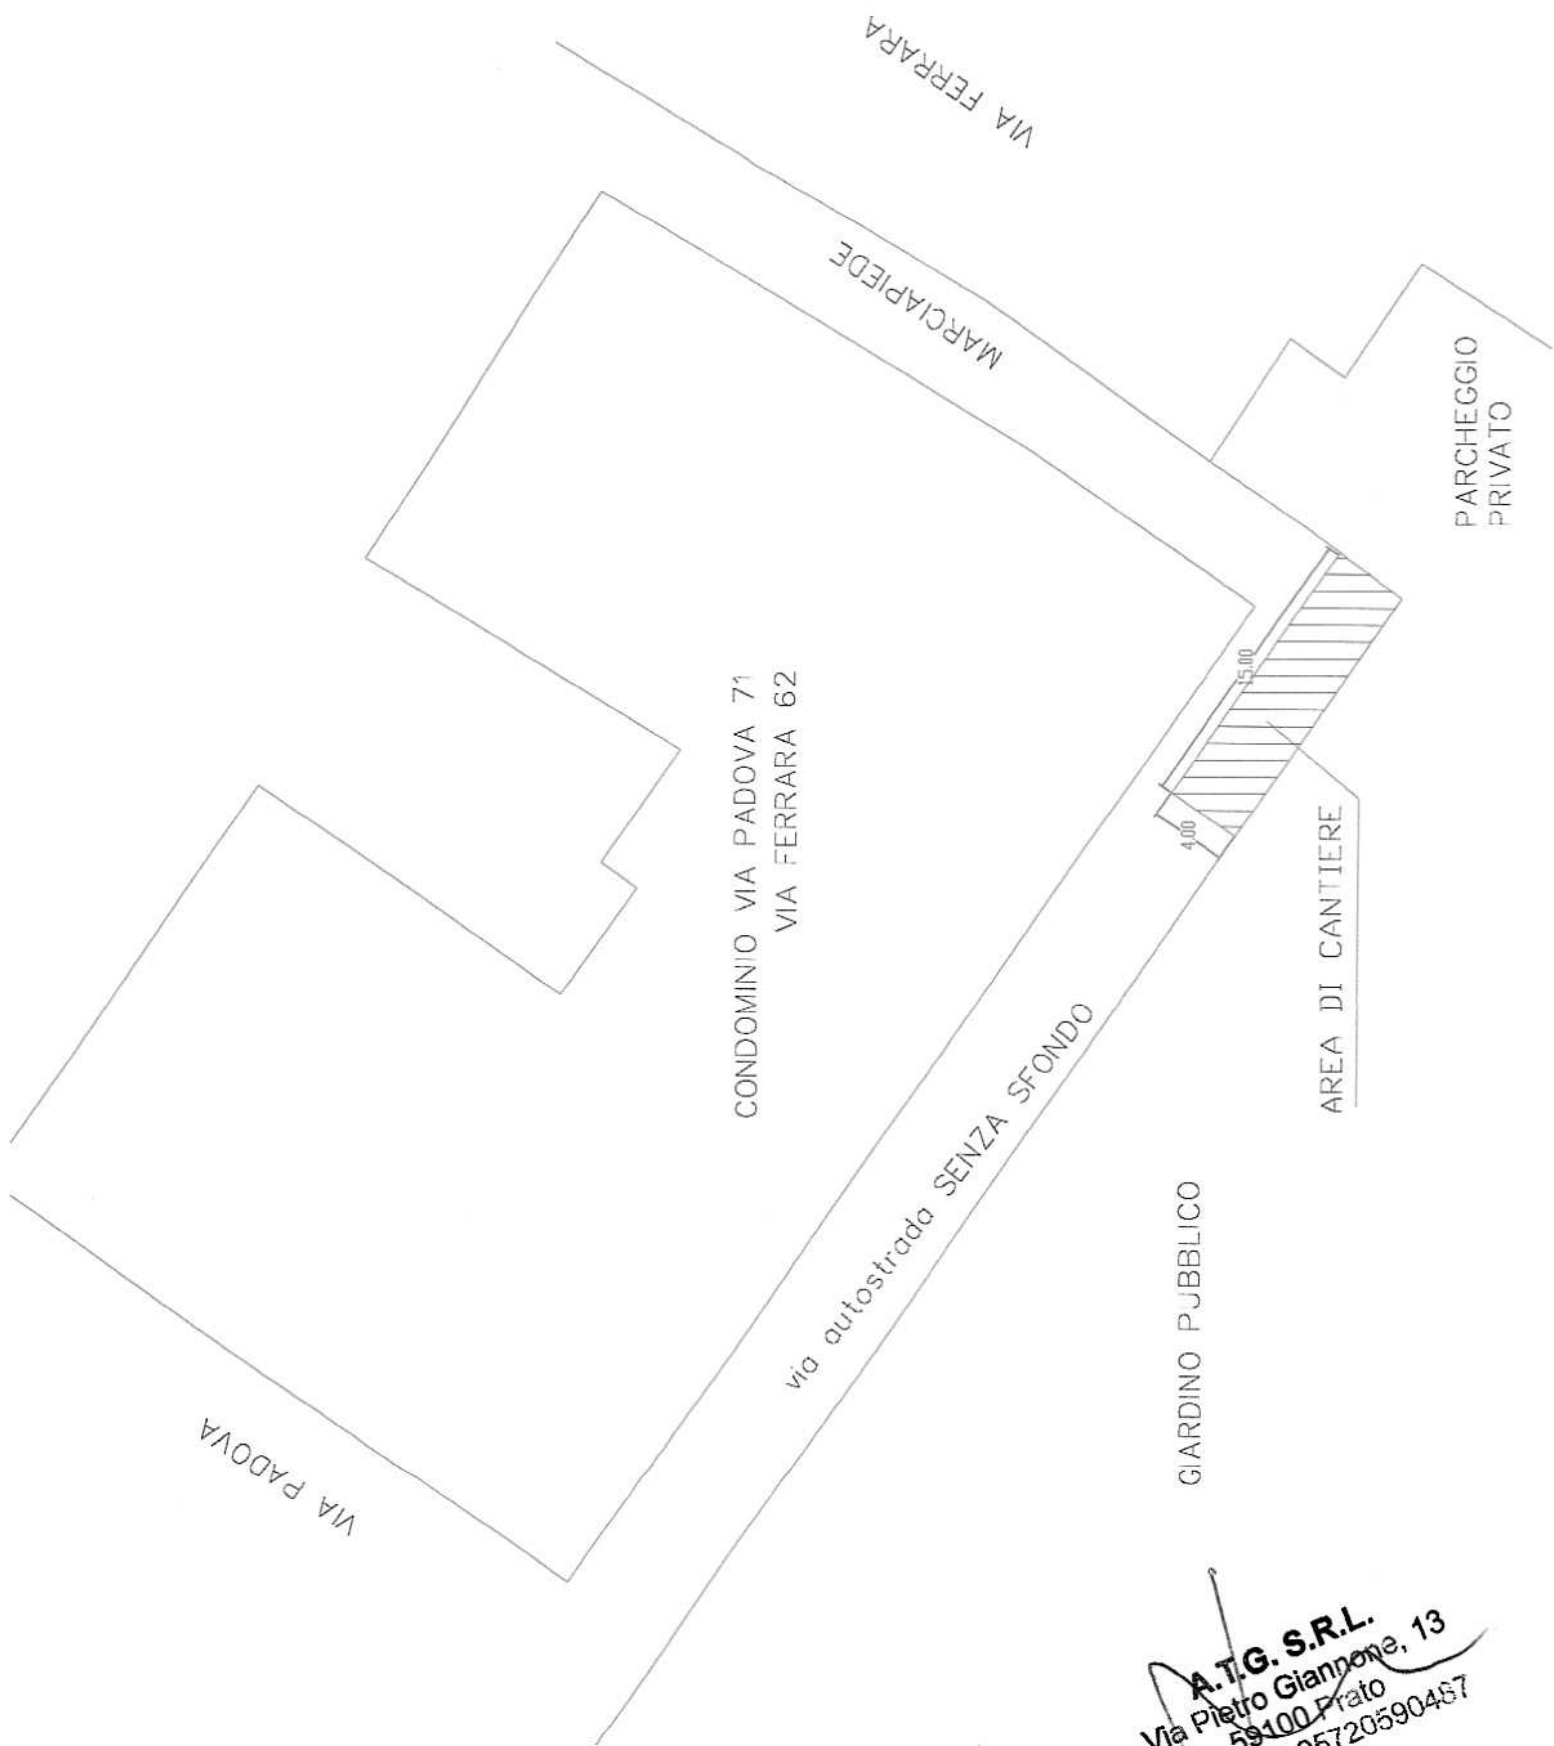 VIA FERRARA
MARCIAPIEDE
PARCHEGGIO
PRIVATO
CONDOMINIO VIA PADOVA 71
VIA FERRARA 62
15.00
4.00
AREA DI CANTIERE
via autostrada SENZA SFONDO
GIARDINO PUBBLICO
VIA PADOVA
A.T.G. S.R.L.
Via Pietro Giannone, 13
59100 Prato
05720590487